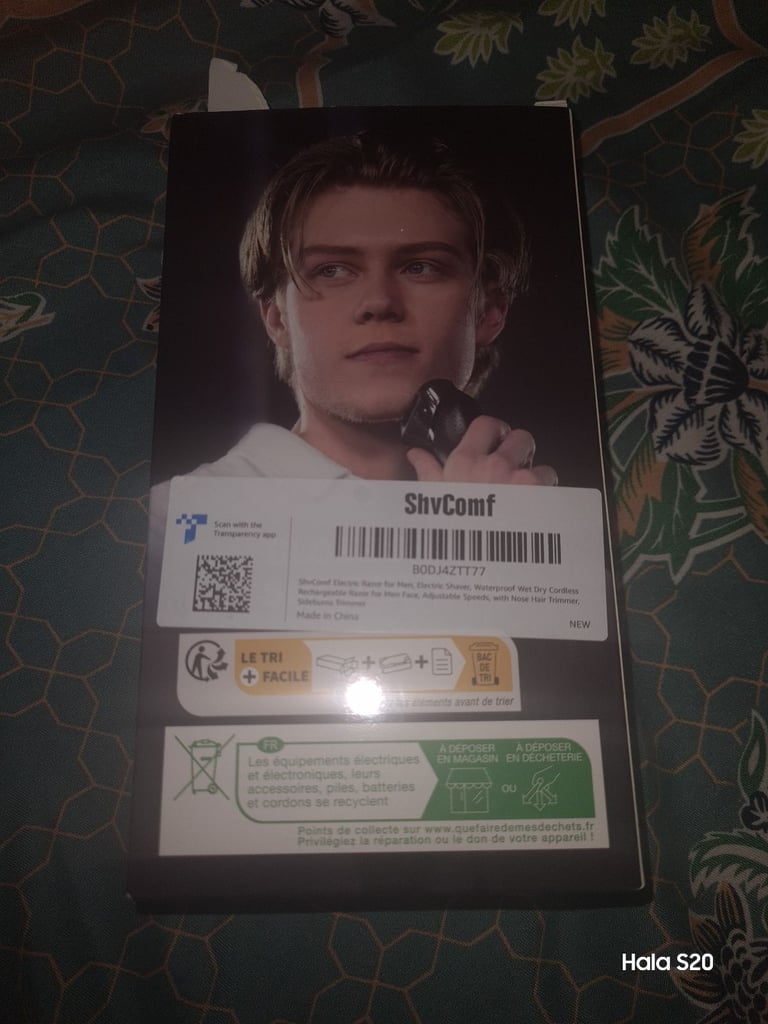 ShvComf
Scan with the
Transparency app
B0DJ4ZTT77
ShvComf Electric Razor for Men, Electric Shaver, Waterproof Wet Dry Cordless
Rechargeable Razor for Men Face, Adjustable Speeds, with Nose Hair Trimmer,
Sideburns Trimmer
Made in China
NEW
LE TRI
+ FACILE
+
+
BAC
DE
TRI
les éléments avant de trier
FR
Les équipements électriques
et électroniques, leurs
accessoires, piles, batteries
et cordons se recyclent
À DÉPOSER
EN MAGASIN
OU
À DÉPOSER
EN DÉCHÈTERIE
Points de collecte sur www.quefairedemesdechets.fr
Privilégiez la réparation ou le don de votre appareil !
Hala S20